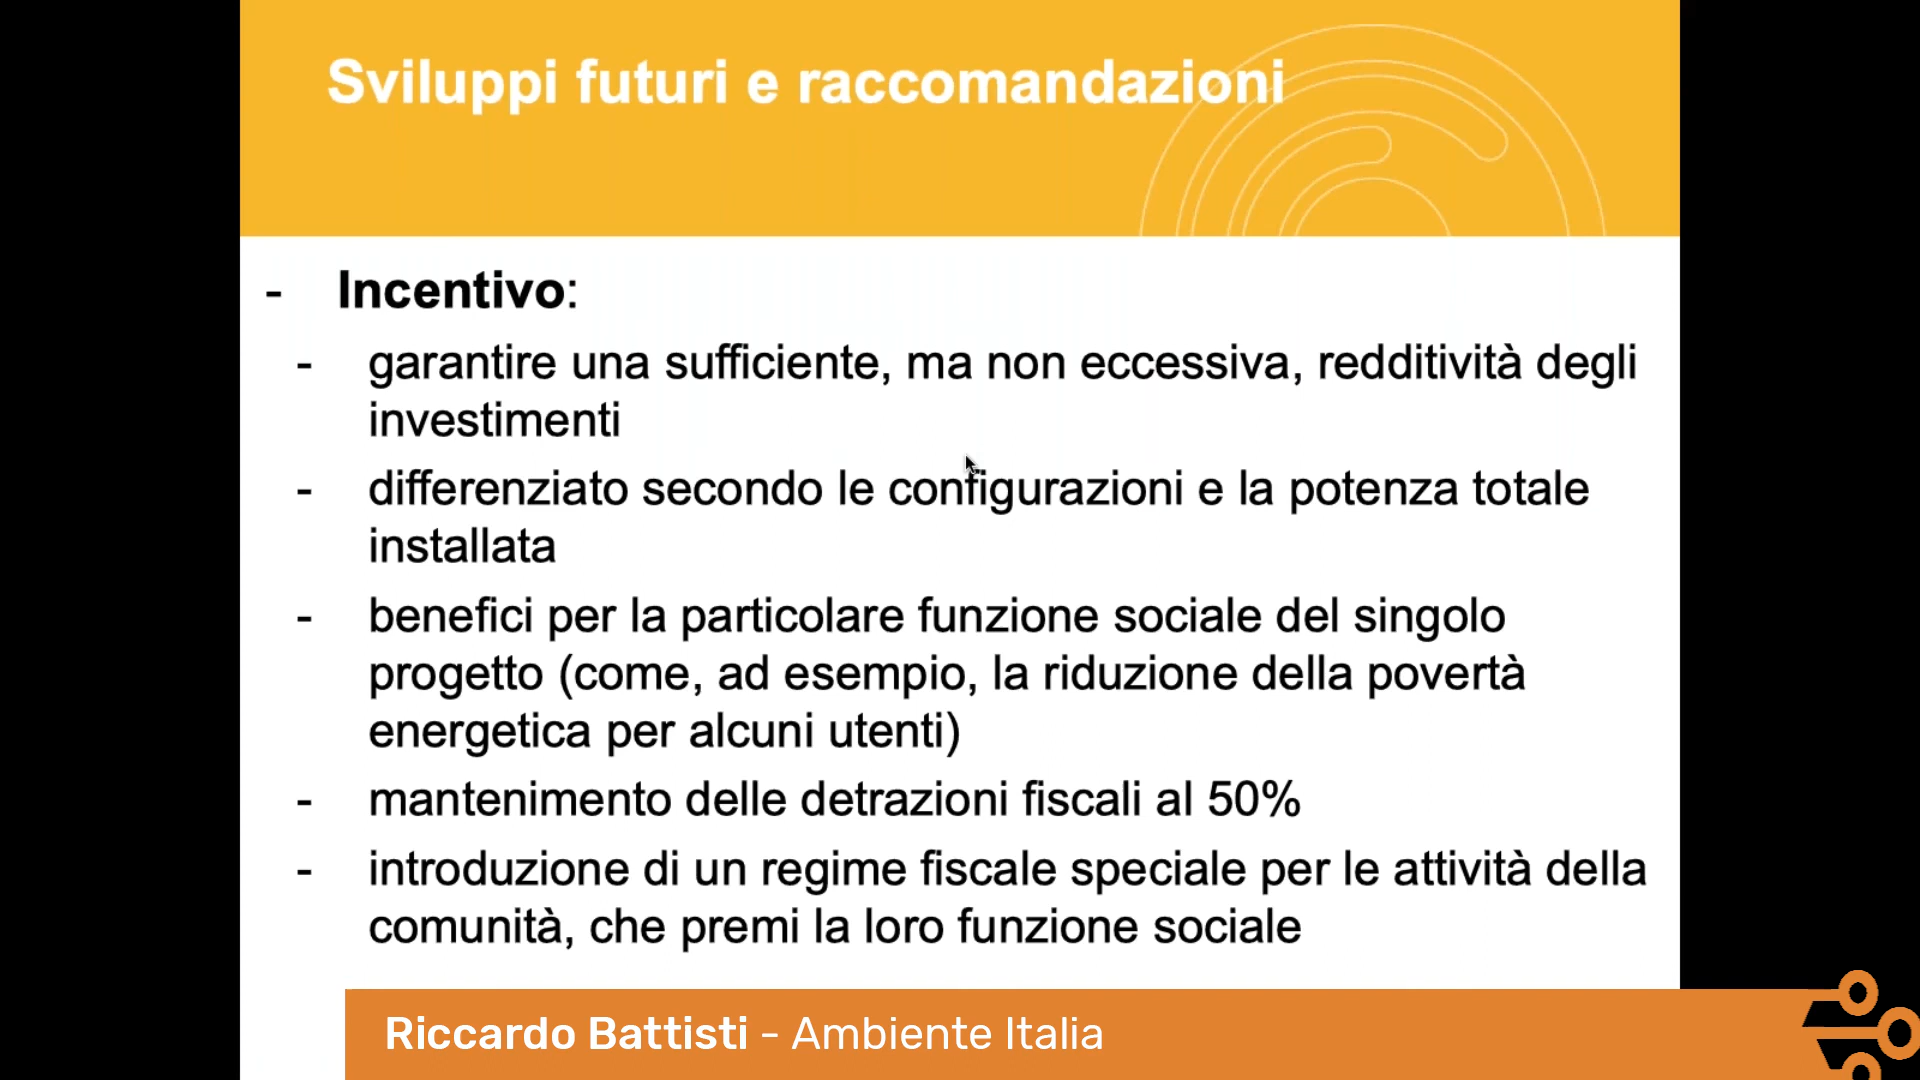 Sviluppi futuri e raccomandazioni
- Incentivo:
- garantire una sufficiente, ma non eccessiva, redditività degli
investimenti
- differenziato secondo le configurazioni e la potenza totale
installata
- benefici per la particolare funzione sociale del singolo
progetto (come, ad esempio, la riduzione della povertà
energetica per alcuni utenti)
- mantenimento delle detrazioni fiscali al 50%
- introduzione di un regime fiscale speciale per le attività della
comunità, che premi la loro funzione sociale
Riccardo Battisti - Ambiente Italia